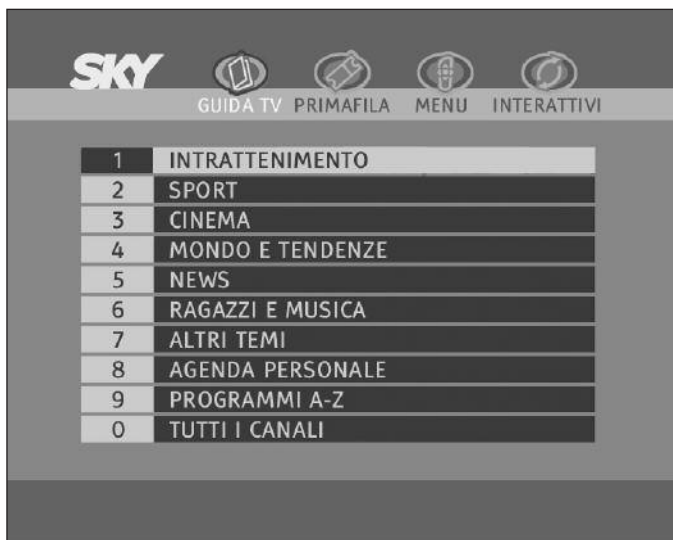 SKY
GUIDA TV PRIMAFILA MENU INTERATTIVI
1 INTRATTENIMENTO
2 SPORT
3 CINEMA
4 MONDO E TENDENZE
5 NEWS
6 RAGAZZI E MUSICA
7 ALTRI TEMI
8 AGENDA PERSONALE
9 PROGRAMMI A-Z
0 TUTTI I CANALI